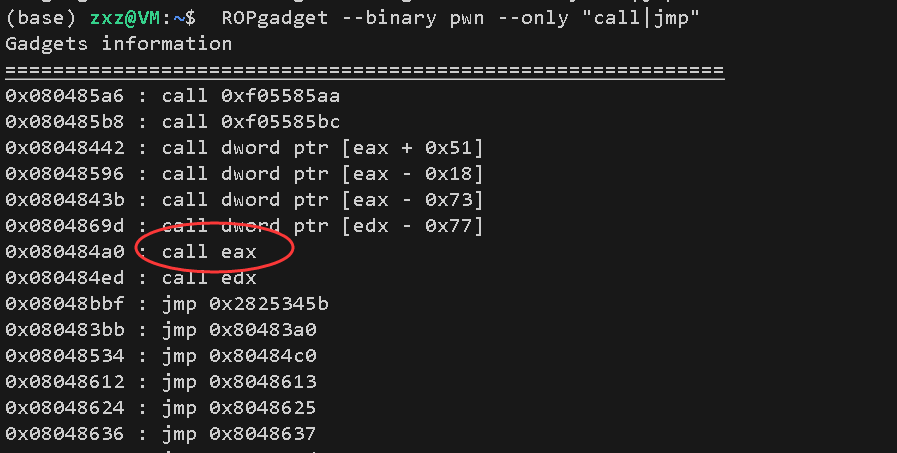 (base) zxz@VM:~$  ROPgadget --binary pwn --only "call|jmp"
Gadgets information
============================================================
0x080485a6 : call 0xf05585aa
0x080485b8 : call 0xf05585bc
0x08048442 : call dword ptr [eax + 0x51]
0x08048596 : call dword ptr [eax - 0x18]
0x0804843b : call dword ptr [eax - 0x73]
0x0804869d : call dword ptr [edx - 0x77]
0x080484a0 : call eax
0x080484ed : call edx
0x08048bbf : jmp 0x2825345b
0x080483bb : jmp 0x80483a0
0x08048534 : jmp 0x80484c0
0x08048612 : jmp 0x8048613
0x08048624 : jmp 0x8048625
0x08048636 : jmp 0x8048637